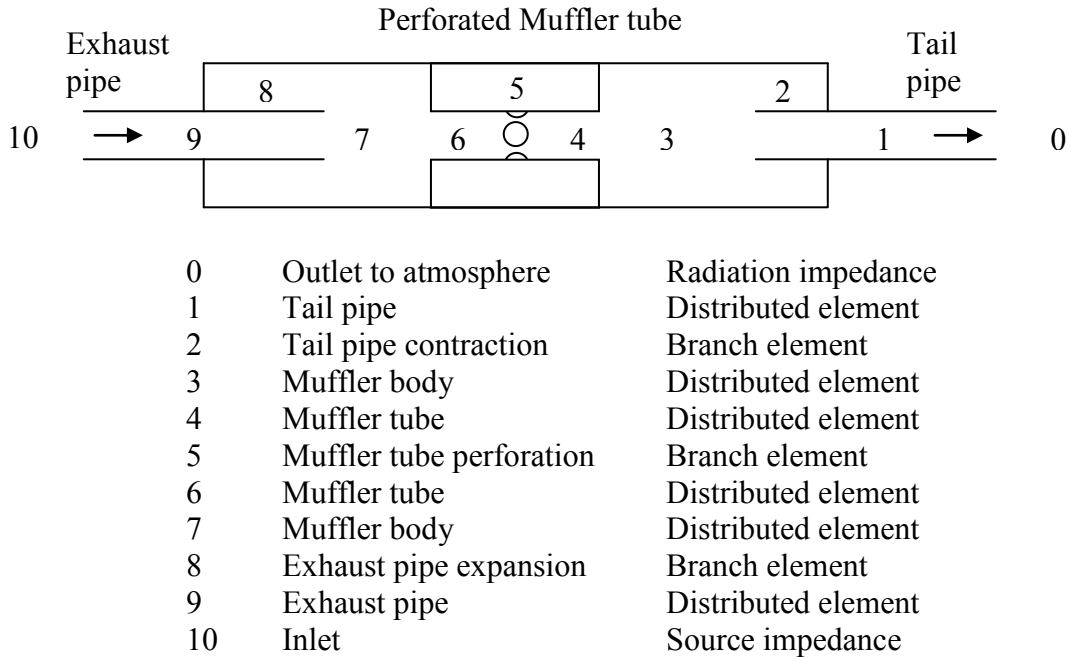 Perforated Muffler tube
Exhaust pipe
Tail pipe
8
5
2
10
9
7
6
4
3
1
0
0 Outlet to atmosphere Radiation impedance
1 Tail pipe Distributed element
2 Tail pipe contraction Branch element
3 Muffler body Distributed element
4 Muffler tube Distributed element
5 Muffler tube perforation Branch element
6 Muffler tube Distributed element
7 Muffler body Distributed element
8 Exhaust pipe expansion Branch element
9 Exhaust pipe Distributed element
10 Inlet Source impedance